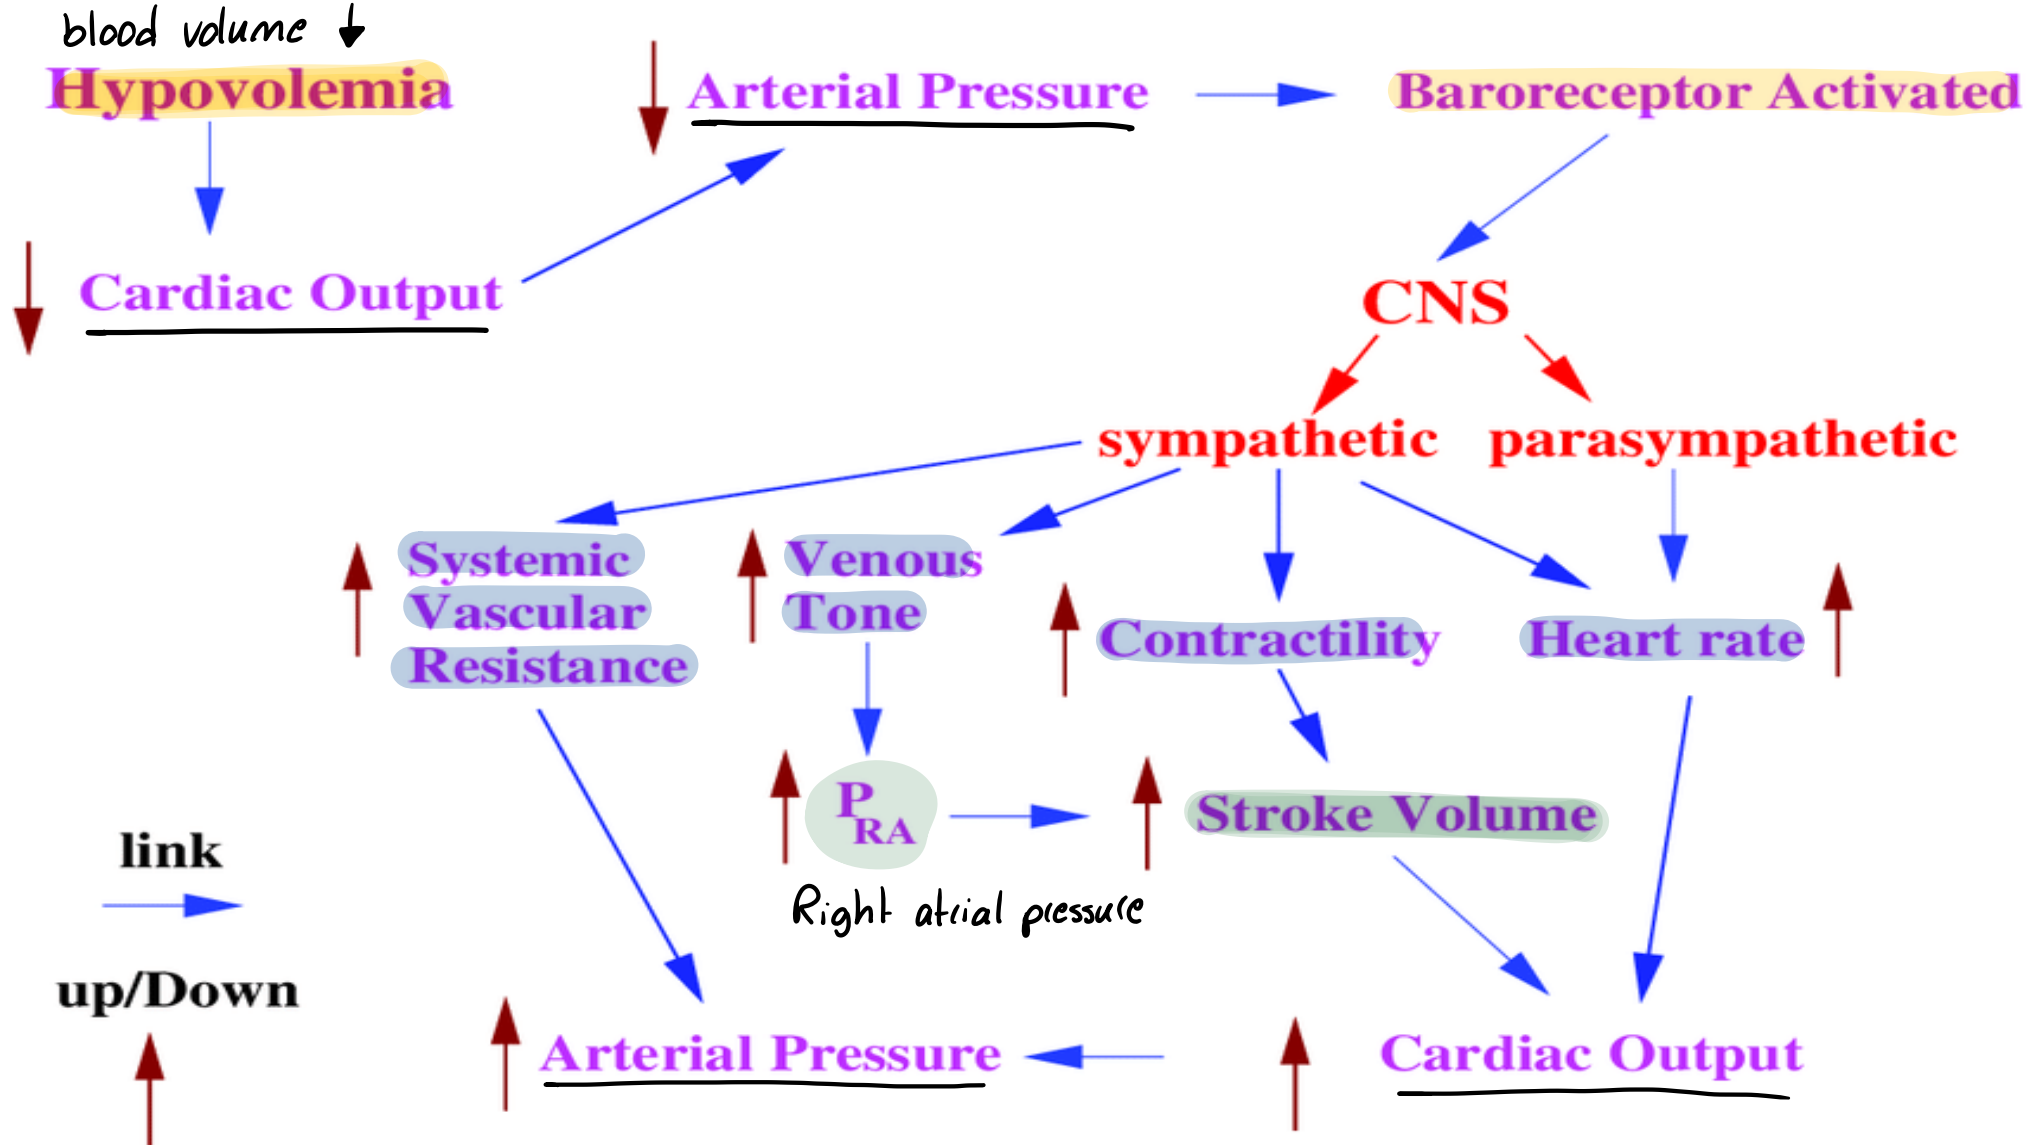 blood volume ↓
Hypovolemia
Arterial Pressure
Baroreceptor Activated
Cardiac Output
CNS
sympathetic
parasympathetic
Systemic
Vascular
Resistance
Venous
Tone
Contractility
Heart rate
P
RA
Stroke Volume
Right atrial pressure
link
up/Down
Arterial Pressure
Cardiac Output